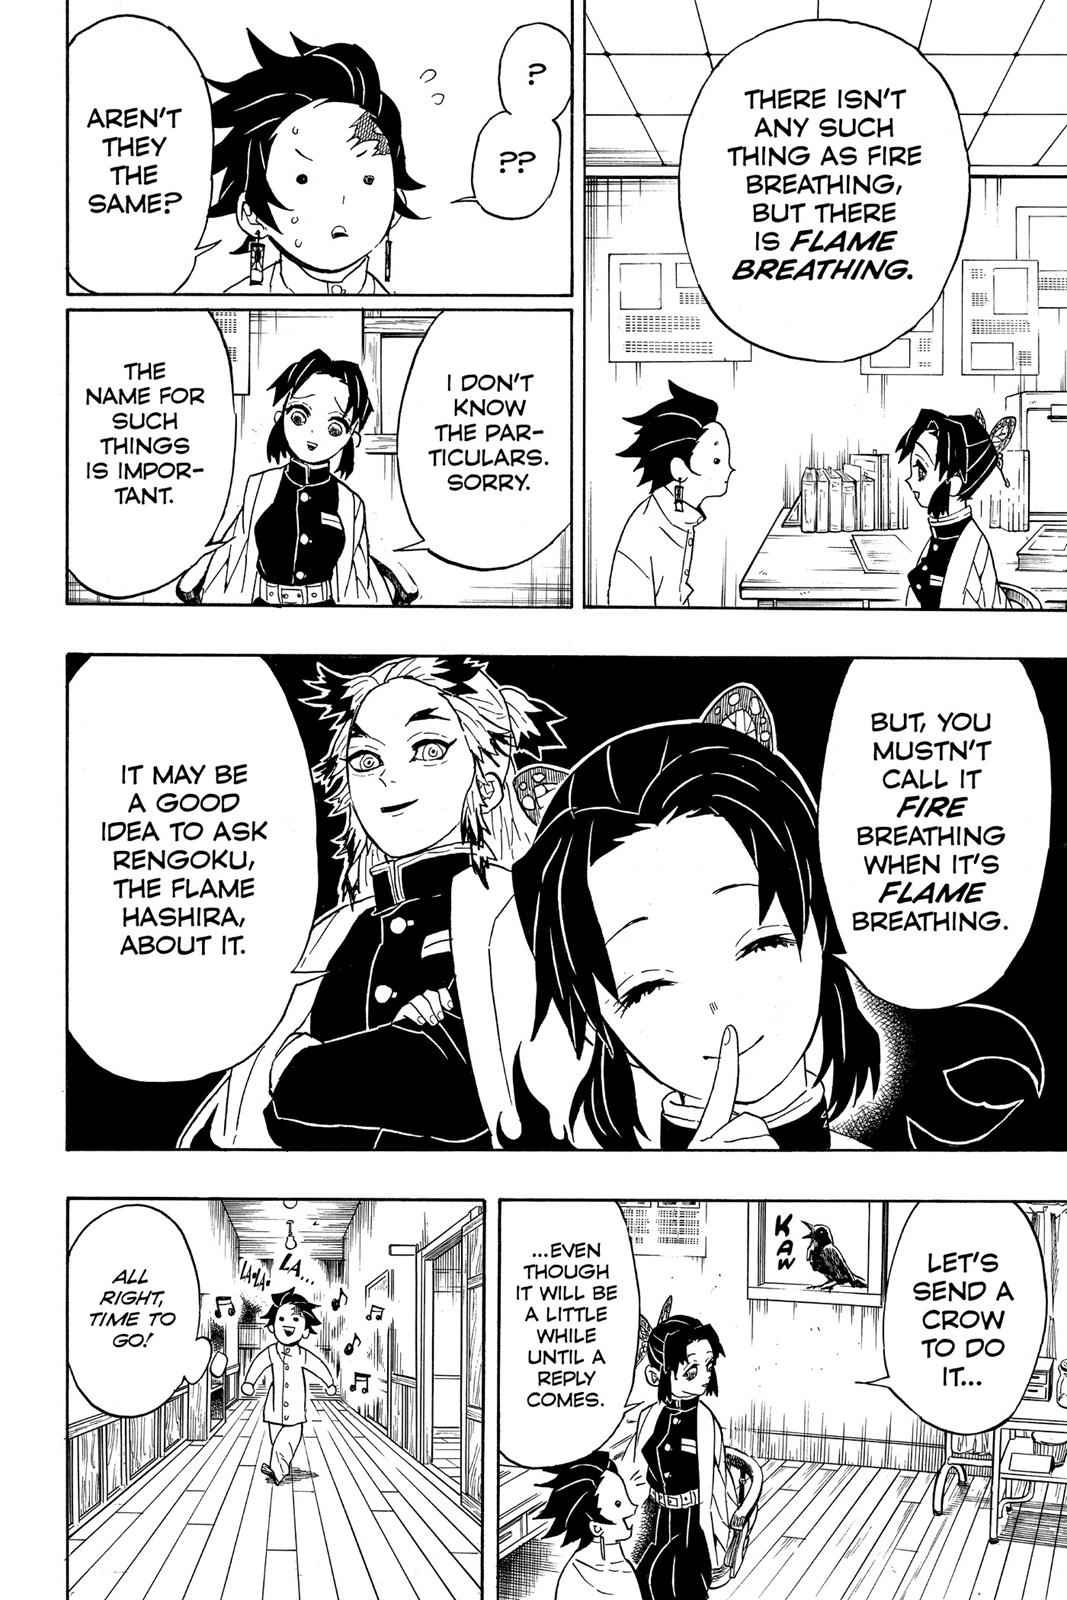 THERE ISN'T
ANY SUCH
THING AS FIRE
BREATHING,
BUT THERE
IS FLAME
BREATHING.
?
??
AREN'T
THEY
THE
SAME?
I DON'T
KNOW
THE PAR-
TICULARS.
SORRY.
THE
NAME FOR
SUCH
THINGS
IS IMPOR-
TANT.
BUT, YOU
MUSTN'T
CALL IT
FIRE
BREATHING
WHEN IT'S
FLAME
BREATHING.
IT MAY BE
A GOOD
IDEA TO ASK
RENGOKU,
THE FLAME
HASHIRA,
ABOUT IT.
LET'S
SEND A
CROW
TO DO
IT...
KAW
...EVEN
THOUGH
IT WILL BE
A LITTLE
WHILE
UNTIL A
REPLY
COMES.
LA-LA-
LA...
ALL
RIGHT,
TIME TO
GO!